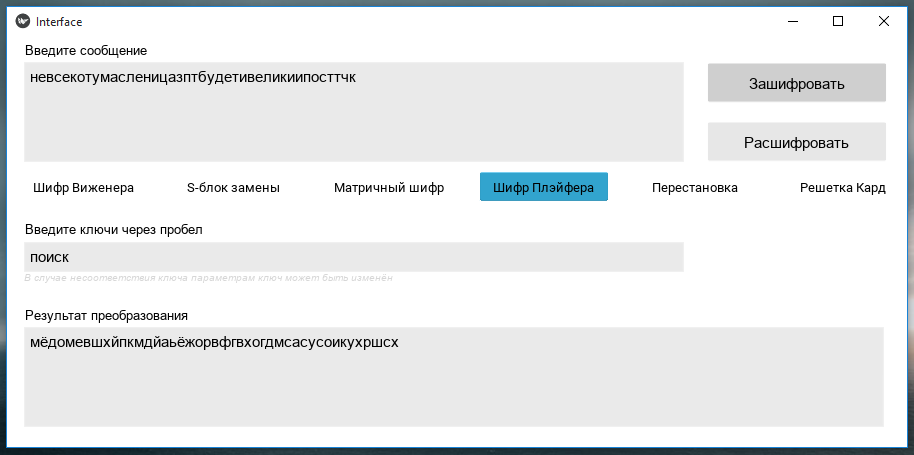 Interface
Введите сообщение
невсекотумасленицазптбудетивеликиипосттчк
Зашифровать
Расшифровать
Шифр Виженера S-блок замены Матричный шифр Шифр Плэйфера Перестановка Решетка Кард
Введите ключи через пробел
поиск
В случае несоответствия ключа параметрам ключ может быть изменён
Результат преобразования
мёдомевшхйпкмдйаьёжорвфгвхогдмсасусоикухршсх